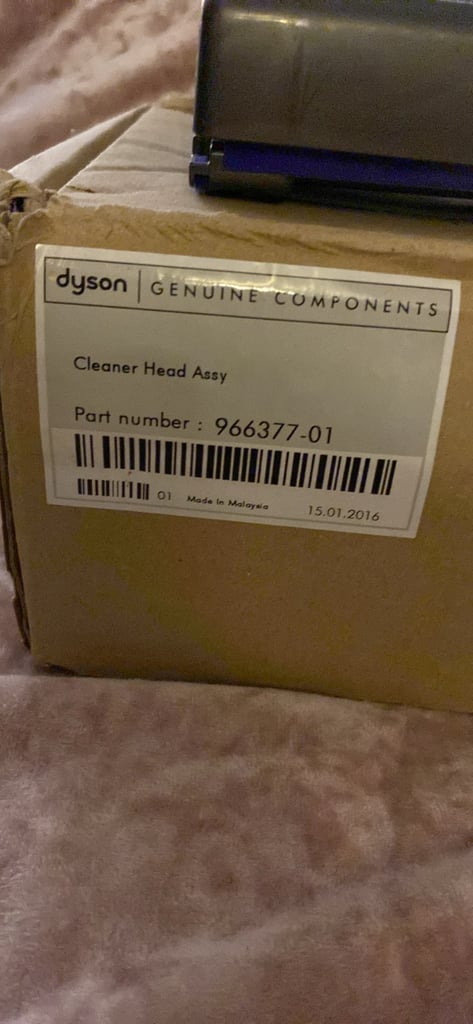 dyson | GENUINE COMPONENTS
Cleaner Head Assy
Part number : 966377-01
01 Made In Malaysia 15.01.2016